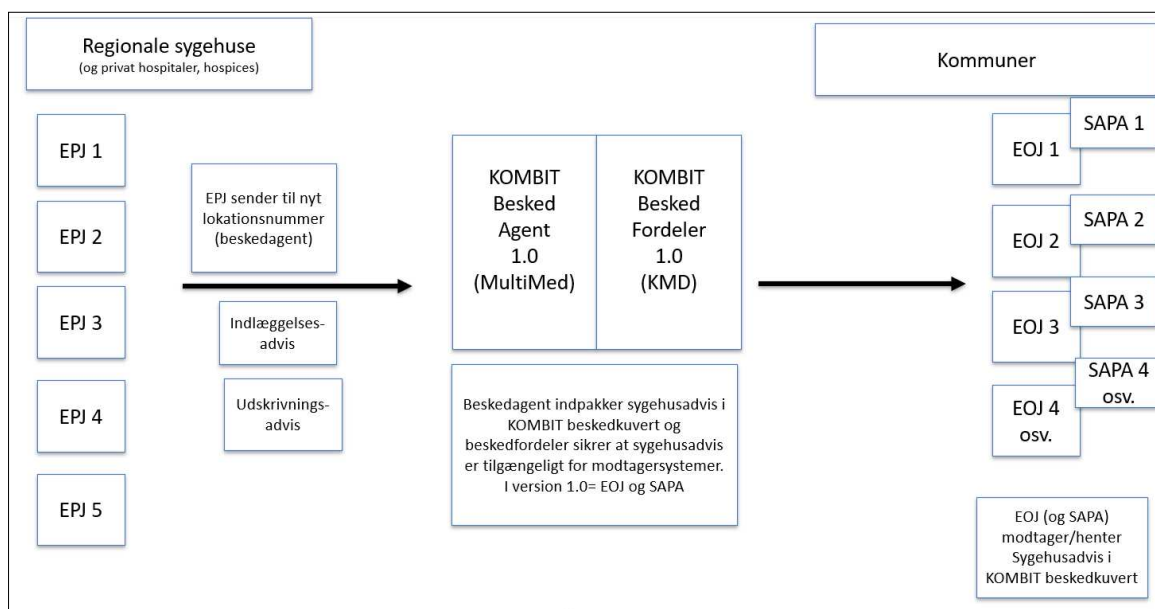 Regionale sygehuse
(og privat hospitaler, hospices)
EPJ 1
EPJ 2
EPJ 3
EPJ 4
EPJ 5
EPJ sender til nyt
lokationsnummer
(beskedagent)
Indlæggelses-
advis
Udskrivnings-
advis
KOMBIT
Besked
Agent
1.0
(MultiMed)
KOMBIT
Besked
Fordeler
1.0
(KMD)
Beskedagent indpakker sygehusadvis i
KOMBIT beskedkuvert og
beskedfordeler sikrer at sygehusadvis
er tilgængeligt for modtagersystemer.
I version 1.0= EOJ og SAPA
Kommuner
EOJ 1
SAPA 1
EOJ 2
SAPA 2
EOJ 3
SAPA 3
EOJ 4
osv.
SAPA 4
osv.
EOJ (og SAPA)
modtager/henter
Sygehusadvis i
KOMBIT beskedkuvert